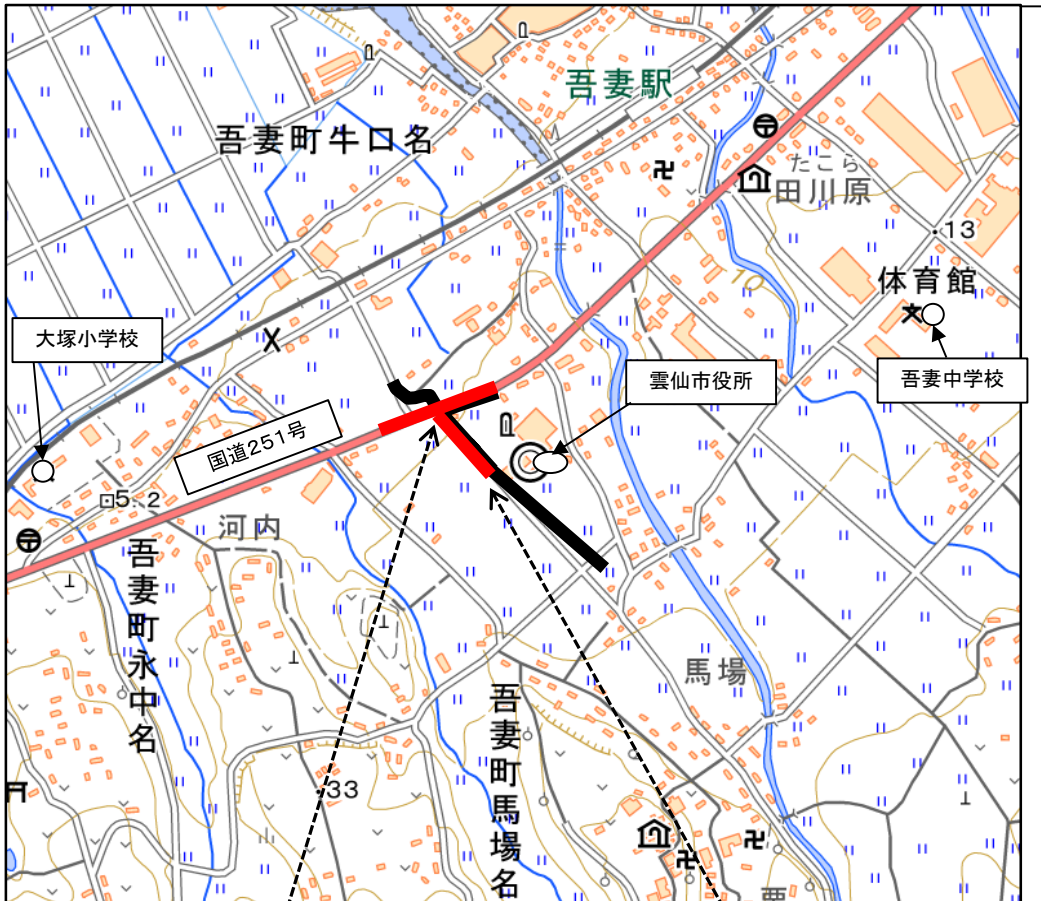 吾妻駅
吾妻町牛口名
たこら
田川原
13
体育館
10
大塚小学校
雲仙市役所
吾妻中学校
国道251号
5.2
河内
吾妻町永中名
馬場
吾妻町馬場名
33